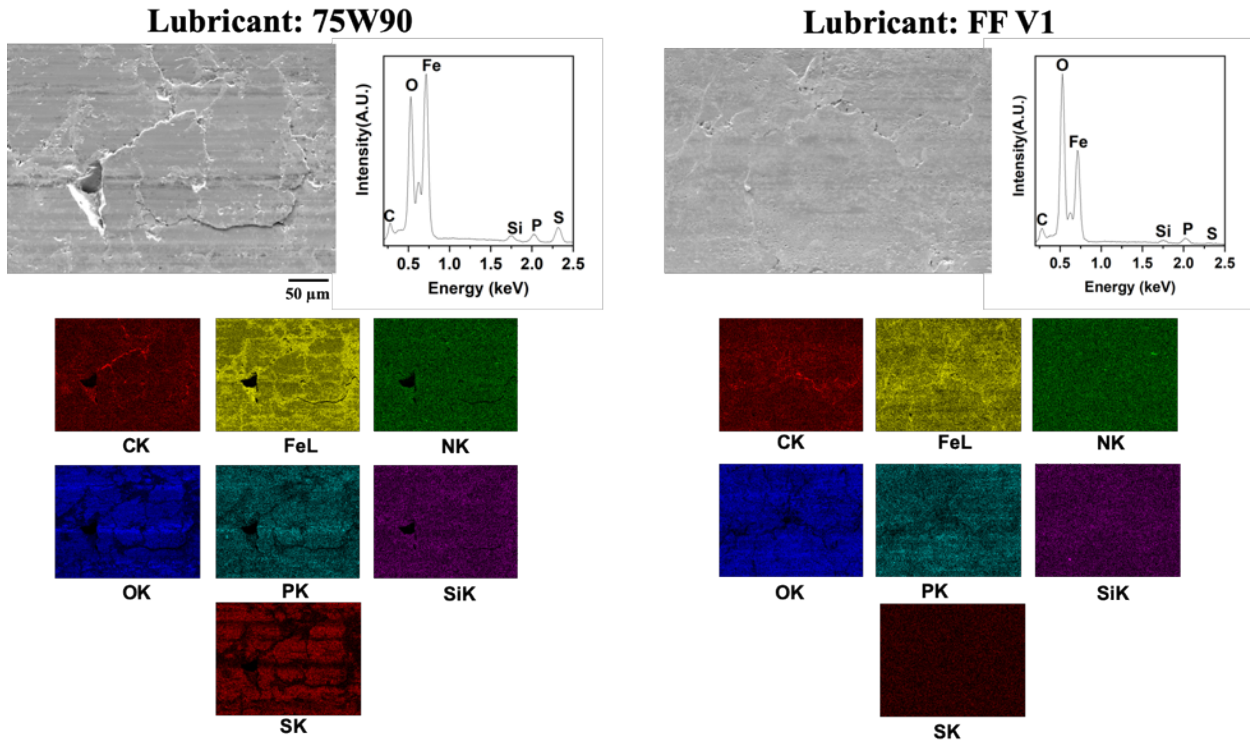 Lubricant: 75W90
Fe
O
C
Si
P
S
Intensity(A.U.)
0.5 1.0 1.5 2.0 2.5
Energy (keV)
50 µm
CK
FeL
NK
OK
PK
SiK
SK
Lubricant: FF V1
O
Fe
C
Si
P
S
Intensity(A.U.)
0.5 1.0 1.5 2.0 2.5
Energy (keV)
CK
FeL
NK
OK
PK
SiK
SK